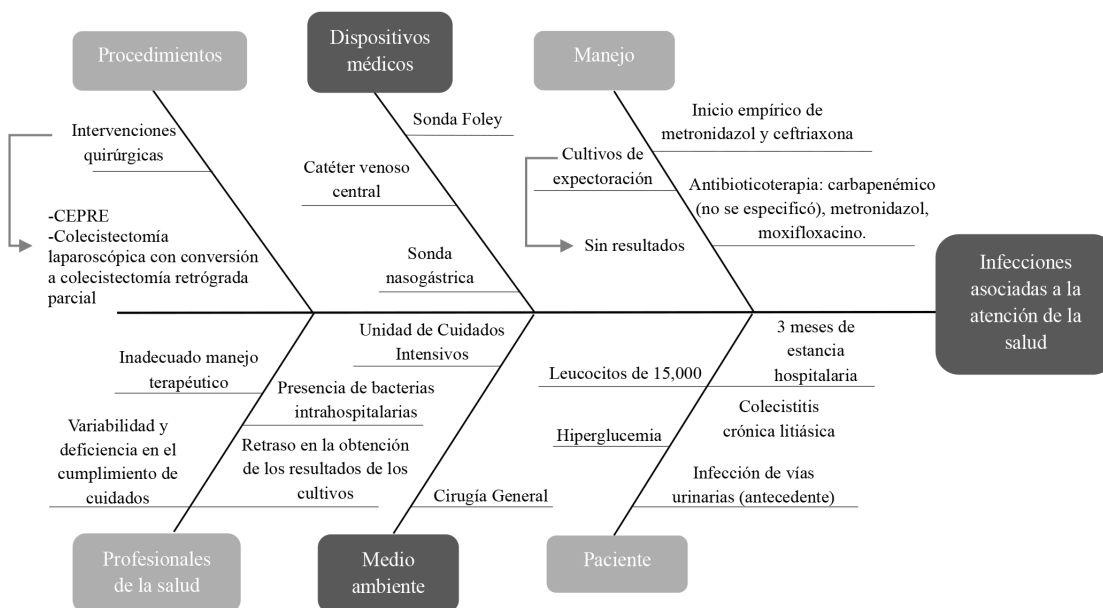 Procedimientos
Dispositivos
médicos
Manejo
Intervenciones
quirúrgicas
-CEPRE
-Colecistectomía
laparoscópica con conversión
a colecistectomía retrógrada
parcial
Sonda Foley
Catéter venoso
central
Sonda
nasogástrica
Inicio empírico de
metronidazol y ceftriaxona
Cultivos de
expectoración
Sin resultados
Antibioticoterapia: carbapenémico
(no se especificó), metronidazol,
moxifloxacino.
Infecciones
asociadas a la
atención de la
salud
Inadecuado manejo
terapéutico
Variabilidad y
deficiencia en el
cumplimiento de
cuidados
Presencia de bacterias
intrahospitalarias
Retraso en la obtención
de los resultados de los
cultivos
Unidad de Cuidados
Intensivos
Cirugía General
Leucocitos de 15,000
Hiperglucemia
3 meses de
estancia
hospitalaria
Colecistitis
crónica litiásica
Infección de vías
urinarias (antecedente)
Profesionales
de la salud
Medio
ambiente
Paciente